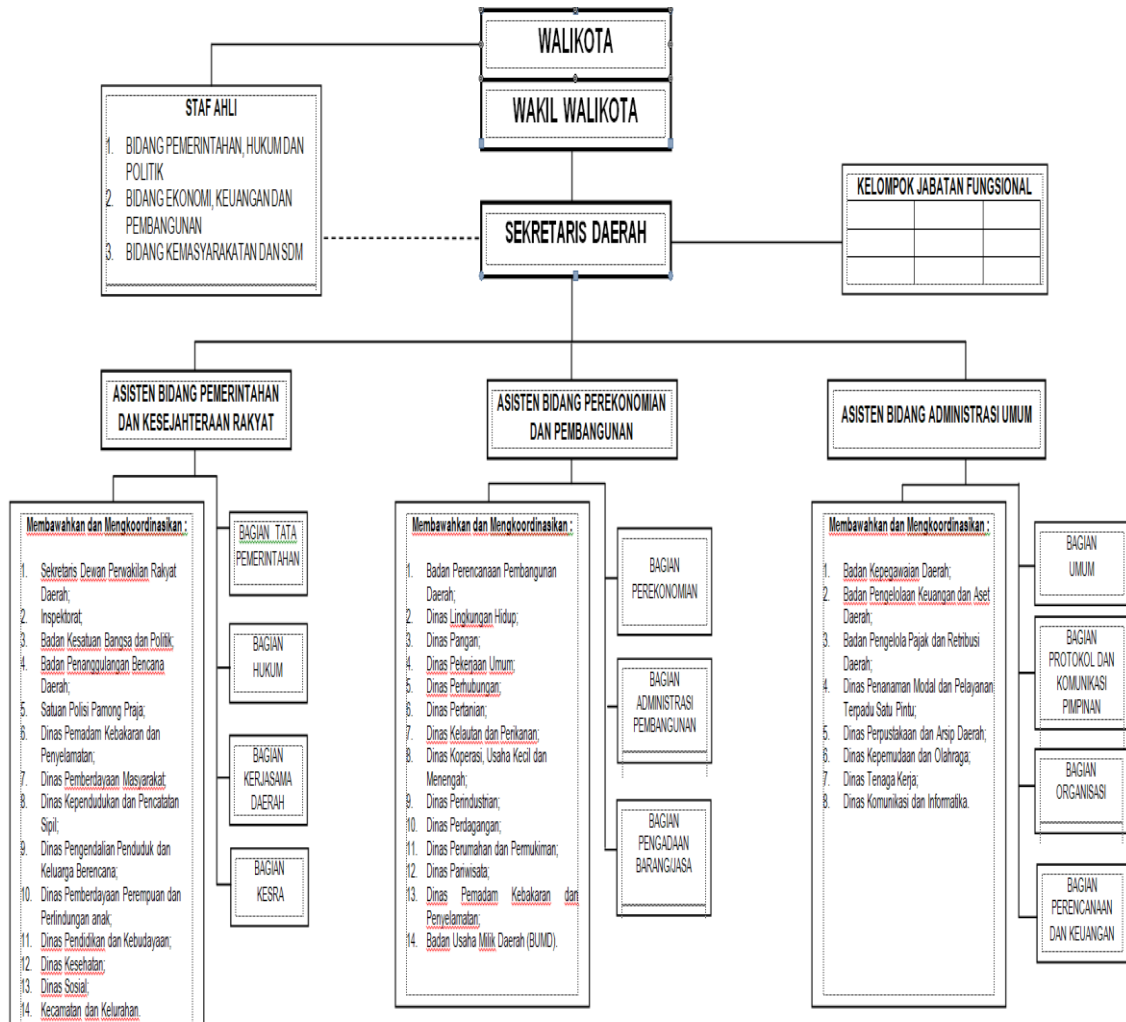 WALIKOTA
WAKIL WALIKOTA
STAF AHLI
1. BIDANG PEMERINTAHAN, HUKUM DAN
POLITIK
2. BIDANG EKONOMI, KEUANGAN DAN
PEMBANGUNAN
3. BIDANG KEMASYARAKATAN DAN SDM
SEKRETARIS DAERAH
KELOMPOK JABATAN FUNGSIONAL
ASISTEN BIDANG PEMERINTAHAN
DAN KESEJAHTERAAN RAKYAT
Membawahkan dan Mengkoordinasikan :
1. Sekretaris Dewan Perwakilan Rakyat
Daerah;
2. Inspektorat;
3. Badan Kesatuan Bangsa dan Politik;
4. Badan Penanggulangan Bencana
Daerah;
5. Satuan Polisi Pamong Praja;
6. Dinas Pemadam Kebakaran dan
Penyelamatan;
7. Dinas Pemberdayaan Masyarakat;
8. Dinas Kependudukan dan Pencatatan
Sipil;
9. Dinas Pengendalian Penduduk dan
Keluarga Berencana;
10. Dinas Pemberdayaan Perempuan dan
Perlindungan anak;
11. Dinas Pendidikan dan Kebudayaan;
12. Dinas Kesehatan;
13. Dinas Sosial;
14. Kecamatan dan Kelurahan.
BAGIAN TATA
PEMERINTAHAN
BAGIAN
HUKUM
BAGIAN
KERJASAMA
DAERAH
BAGIAN
KESRA
ASISTEN BIDANG PEREKONOMIAN
DAN PEMBANGUNAN
Membawahkan dan Mengkoordinasikan :
1. Badan Perencanaan Pembangunan
Daerah;
2. Dinas Lingkungan Hidup;
3. Dinas Pangan;
4. Dinas Pekerjaan Umum;
5. Dinas Perhubungan;
6. Dinas Pertanian;
7. Dinas Kelautan dan Perikanan;
8. Dinas Koperasi, Usaha Kecil dan
Menengah;
9. Dinas Perindustrian;
10. Dinas Perdagangan;
11. Dinas Perumahan dan Permukiman;
12. Dinas Pariwisata;
13. Dinas Pemadam Kebakaran dan
Penyelamatan;
14. Badan Usaha Milik Daerah (BUMD).
BAGIAN
PEREKONOMIAN
BAGIAN
ADMINISTRASI
PEMBANGUNAN
BAGIAN
PENGADAAN
BARANG/JASA
ASISTEN BIDANG ADMINISTRASI UMUM
Membawahkan dan Mengkoordinasikan :
1. Badan Kepegawaian Daerah;
2. Badan Pengelolaan Keuangan dan Aset
Daerah;
3. Badan Pengelola Pajak dan Retribusi
Daerah;
4. Dinas Penanaman Modal dan Pelayanan
Terpadu Satu Pintu;
5. Dinas Perpustakaan dan Arsip Daerah;
6. Dinas Kepemudaan dan Olahraga;
7. Dinas Tenaga Kerja;
8. Dinas Komunikasi dan Informatika.
BAGIAN
UMUM
BAGIAN
PROTOKOL DAN
KOMUNIKASI
PIMPINAN
BAGIAN
ORGANISASI
BAGIAN
PERENCANAAN
DAN KEUANGAN